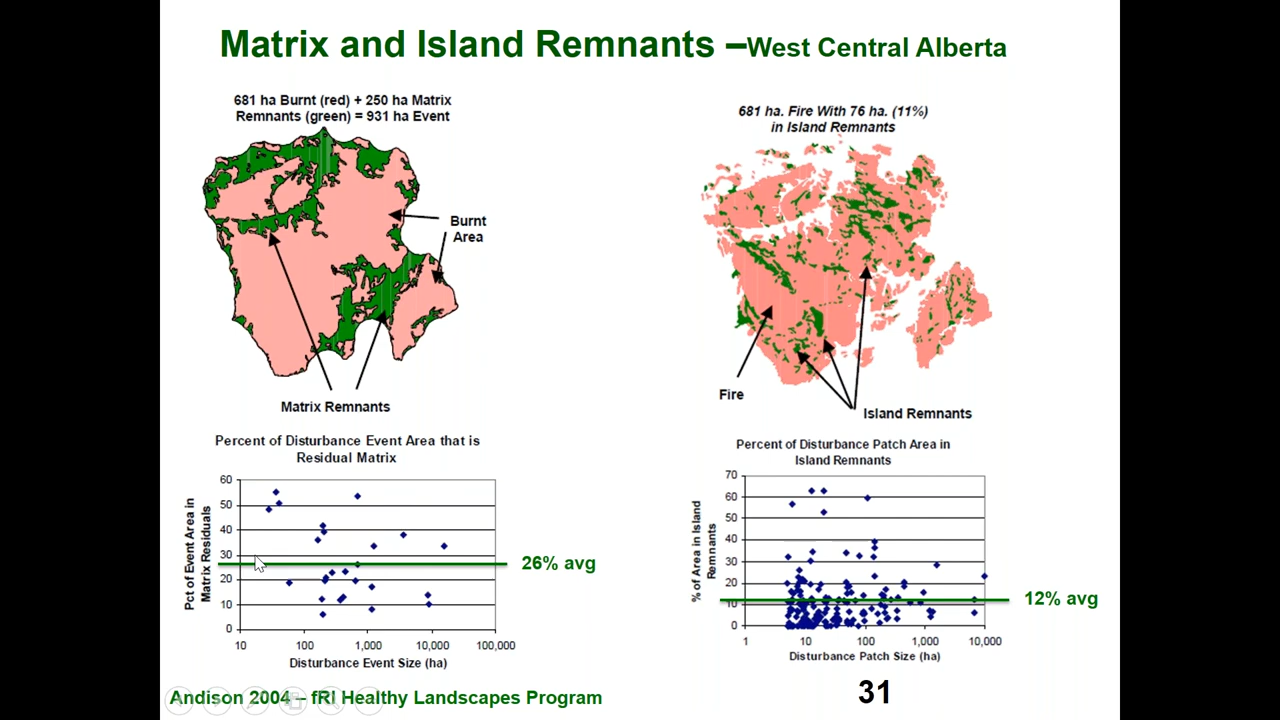 Matrix and Island Remnants –West Central Alberta
681 ha Burnt (red) + 250 ha Matrix
Remnants (green) = 931 ha Event
Burnt
Area
Matrix Remnants
681 ha. Fire With 76 ha. (11%)
in Island Remnants
Fire
Island Remnants
Percent of Disturbance Event Area that is
Residual Matrix
Pct of Event Area in
Matrix Residuals
60
50
40
30
20
10
0
10
100
1,000
10,000
100,000
Disturbance Event Size (ha)
26% avg
Percent of Disturbance Patch Area in
Island Remnants
% of Area in Island
Remnants
70
60
50
40
30
20
10
0
1
10
100
1,000
10,000
Disturbance Patch Size (ha)
12% avg
Andison 2004 – fRI Healthy Landscapes Program
31